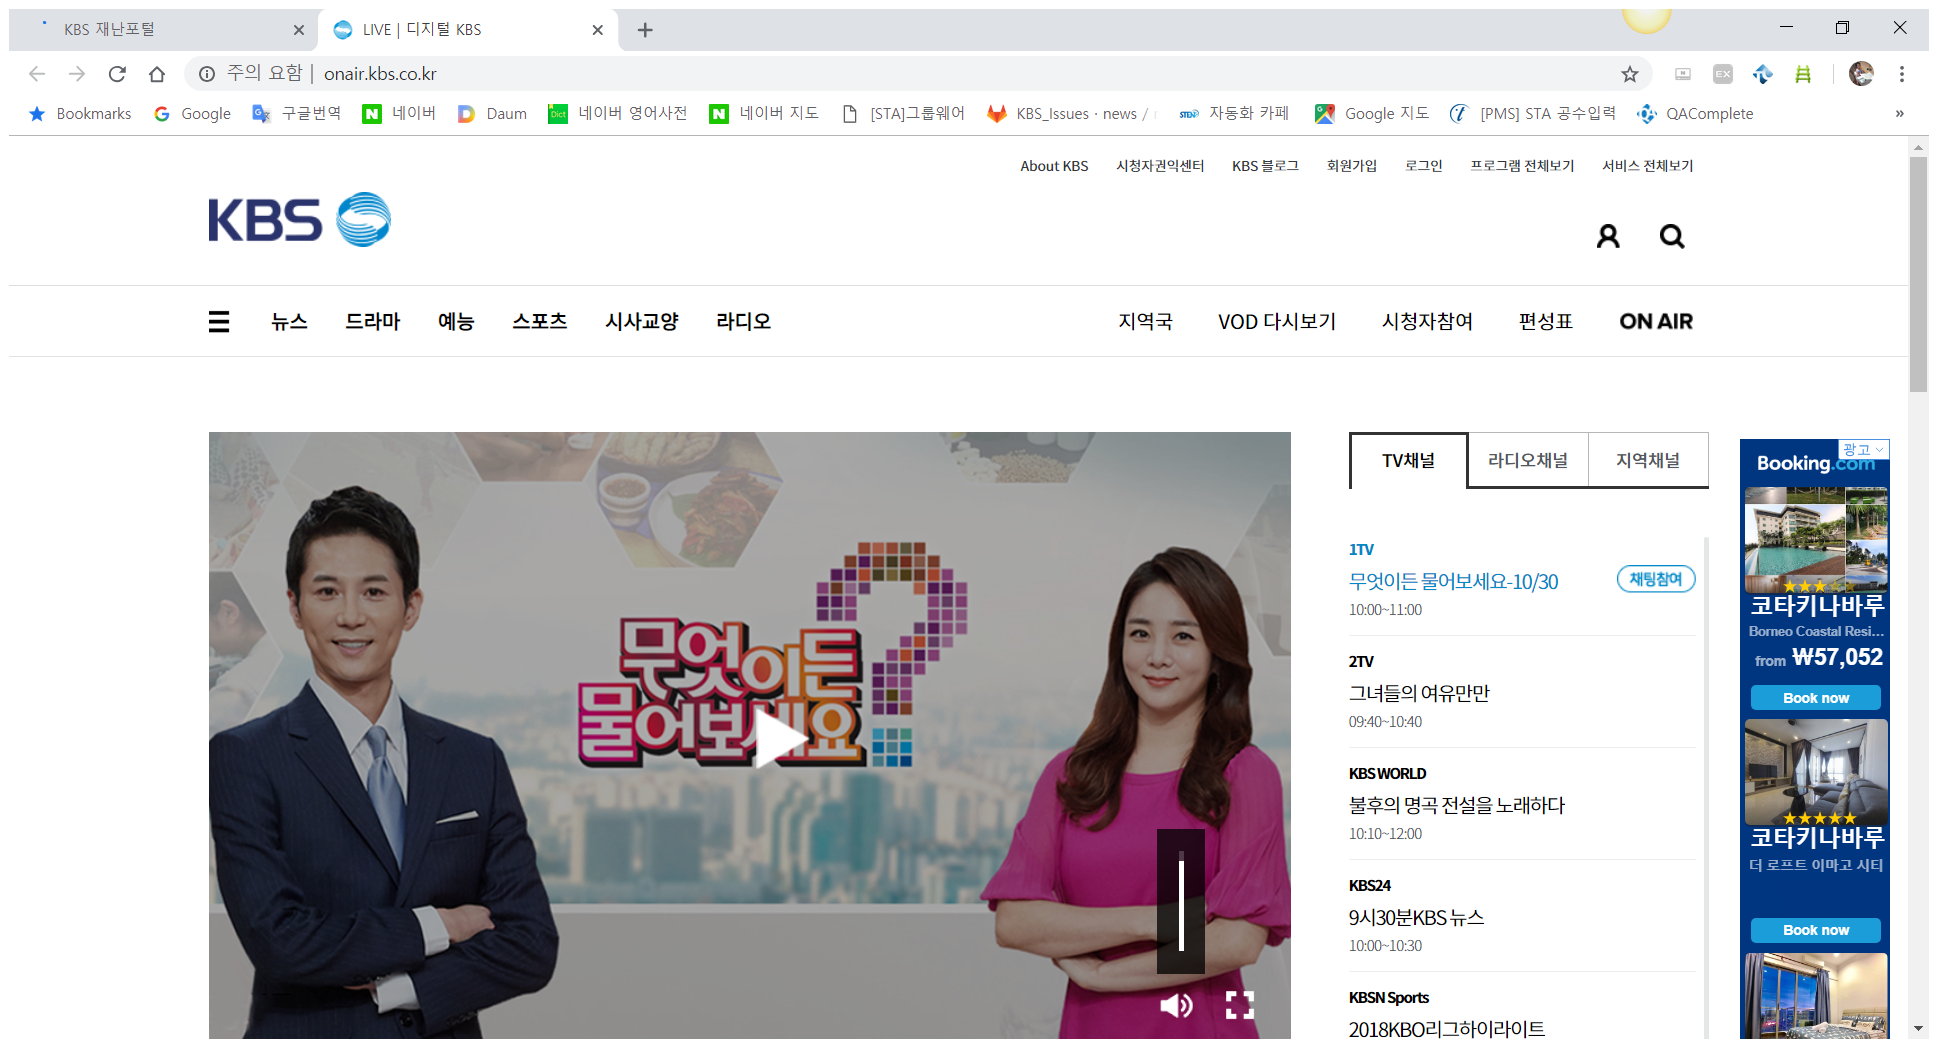 KBS 재난포털
LIVE | 디지털 KBS
주의 요함 | onair.kbs.co.kr
EX
Bookmarks Google 구글번역 네이버 Daum 네이버 영어사전 네이버 지도 [STA]그룹웨어 KBS_Issues · news / 자동화 카페 Google 지도 [PMS] STA 공수입력 QAComplete »
About KBS 시청자권익센터 KBS 블로그 회원가입 로그인 프로그램 전체보기 서비스 전체보기
KBS
뉴스 드라마 예능 스포츠 시사교양 라디오 지역국 VOD 다시보기 시청자참여 편성표 ON AIR
무엇이든
물어보세요?
TV채널 라디오채널 지역채널
1TV
무엇이든 물어보세요-10/30 채팅참여
10:00~11:00
2TV
그녀들의 여유만만
09:40~10:40
KBS WORLD
불후의 명곡 전설을 노래하다
10:10~12:00
KBS24
9시30분KBS 뉴스
10:00~10:30
KBSN Sports
2018KBO리그하이라이트
광고
Booking.com
코타키나바루
Borneo Coastal Resi...
from ₩57,052
Book now
코타키나바루
더 로프트 이마고 시티
Book now